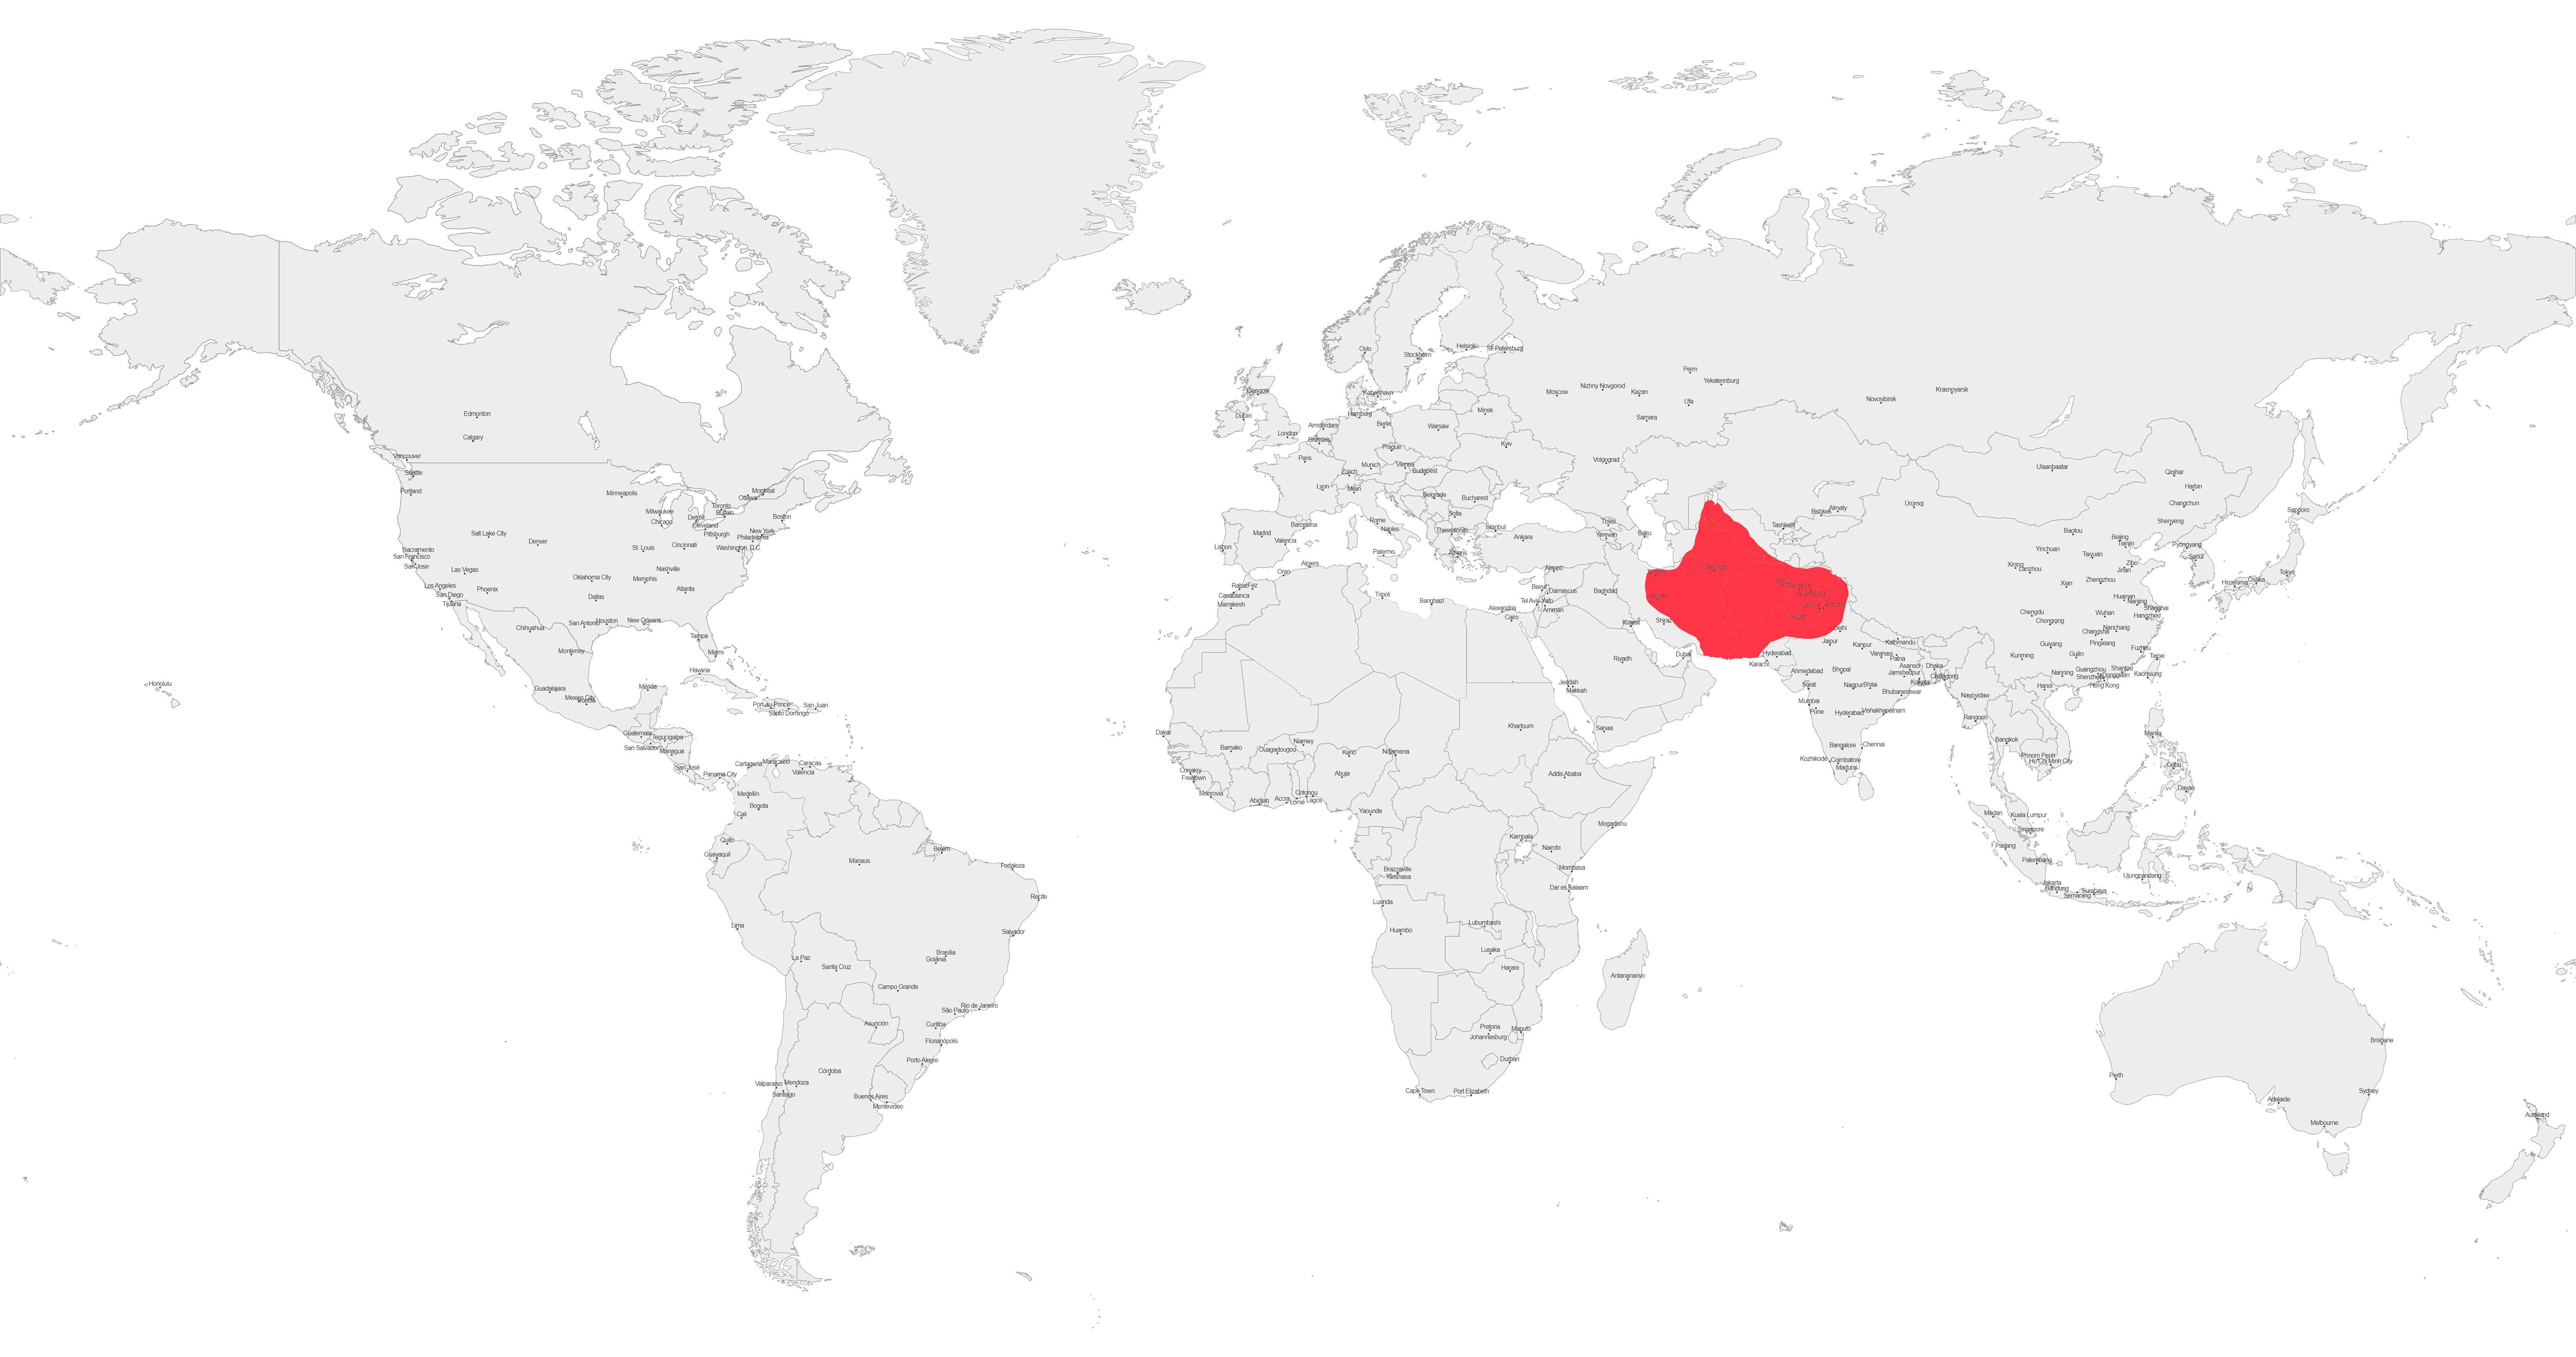 Oslo
Helsinki
St. Petersburg
Stockholm
Perm
Yekaterinburg
Nizhny Novgorod
Kazan
Moscow
Krasnoyarsk
Novosibirsk
Ufa
Samara
Glasgow
København
Dublin
Hamburg
Minsk
Edmonton
Amsterdam
Berlin
Warsaw
London
Brussels
Calgary
Kyiv
Prague
Vancouver
Paris
Munich
Vienna
Volgograd
Seattle
Zürich
Budapest
Ulaanbaatar
Qiqihar
Portland
Minneapolis
Montréal
Ottawa
Lyon
Milan
Belgrade
Bucharest
Harbin
Ürümqi
Changchun
Milwaukee
Toronto
Buffalo
Boston
Chicago
Detroit
Cleveland
Sofia
Almaty
Bishkek
Sapporo
Rome
Barcelona
Naples
Istanbul
Tbilisi
Tashkent
Shenyang
Salt Lake City
Denver
New York
Pittsburgh
Philadelphia
Madrid
Valencia
Thessaloniki
Ankara
Yerevan
Baku
Baotou
Beijing
Tianjin
Pyongyang
St. Louis
Cincinnati
Washington, D.C.
Lisbon
Palermo
Athens
Yinchuan
Taiyuan
Seoul
Sacramento
San Francisco
San Jose
Las Vegas
Nashville
Algiers
Oran
Aleppo
Xining
Lanzhou
Zibo
Jinan
Tokyo
Oklahoma City
Memphis
Zhengzhou
Xian
Hiroshima
Osaka
Los Angeles
Phoenix
Atlanta
Rabat
Fez
Beirut
Damascus
Baghdad
San Diego
Dallas
Casablanca
Tripoli
Banghazi
Tel Aviv-Yafo
Huainan
Nanjing
Tijuana
Marrakesh
Alexandria
Amman
Chengdu
Wuhan
Shanghai
Hangzhou
San Antonio
Houston
New Orleans
Cairo
Kuwait
Shiraz
Chongqing
Chihuahua
Delhi
Nanchang
Changsha
Tampa
Jaipur
Kanpur
Kathmandu
Guiyang
Pingxiang
Monterrey
Miami
Riyadh
Dubai
Hyderabad
Varanasi
Patna
Kunming
Guilin
Fuzhou
Taipei
Karachi
Asansol
Dhaka
Havana
Ahmedabad
Bhopal
Jamshedpur
Chittagong
Nanning
Guangzhou
Shantou
Dongguan
Shenzhen
Kaohsiung
Honolulu
Guadalajara
Mérida
Jeddah
Surat
Nagpur
Bhilai
Kolkata
Hanoi
Hong Kong
Mexico City
Puebla
Makkah
Bhubaneshwar
Naypyidaw
Port-au-Prince
San Juan
Santo Domingo
Mumbai
Pune
Hyderabad
Vishakhapatnam
Rangoon
Khartoum
Sanaa
Dakar
Guatemala
Tegucigalpa
San Salvador
Managua
Niamey
Bamako
Ouagadougou
Kano
Ndjamena
Bangalore
Chennai
Bangkok
Manila
Cartagena
Maracaibo
Caracas
San José
Panama City
Valencia
Conakry
Freetown
Abuja
Addis Ababa
Kozhikode
Coimbatore
Madurai
Phnom Penh
Ho Chi Minh City
Cebu
Davao
Medellín
Monrovia
Abidjan
Accra
Lomé
Cotonou
Lagos
Bogota
Cali
Yaounde
Mogadishu
Medan
Kuala Lumpur
Singapore
Quito
Kampala
Nairobi
Padang
Guayaquil
Belém
Manaus
Fortaleza
Brazzaville
Kinshasa
Mombasa
Palembang
Ujungpandang
Dar es Salaam
Jakarta
Bandung
Semarang
Surabaya
Recife
Luanda
Lima
Salvador
Huambo
Lubumbashi
La Paz
Brasília
Goiânia
Lusaka
Santa Cruz
Harare
Antananarivo
Campo Grande
Rio de Janeiro
São Paulo
Asunción
Curitiba
Pretoria
Maputo
Johannesburg
Florianópolis
Brisbane
Porto Alegre
Durban
Córdoba
Perth
Valparaíso
Mendoza
Santiago
Buenos Aires
Montevideo
Cape Town
Port Elizabeth
Sydney
Adelaide
Auckland
Melbourne